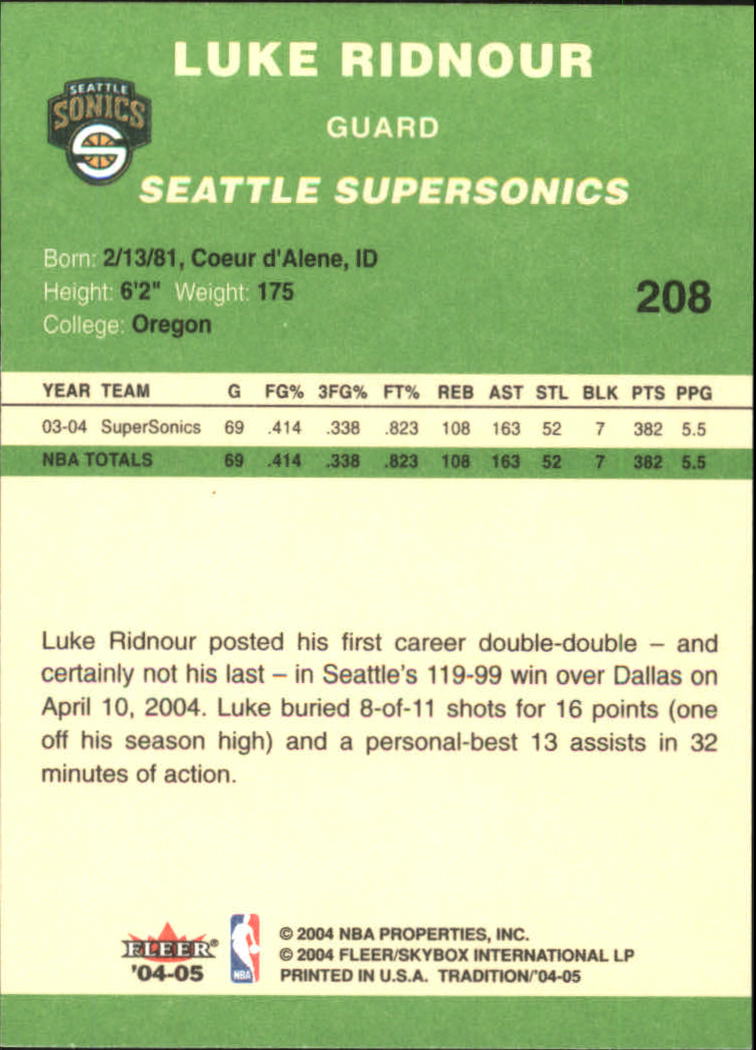 LUKE RIDNOUR
SEATTLE
SONICS
S
GUARD
SEATTLE SUPERSONICS
Born: 2/13/81, Coeur d'Alene, ID
Height: 6'2" Weight: 175
208
College: Oregon
YEAR TEAM G FG% 3FG% FT% REB AST STL BLK PTS PPG
03-04 SuperSonics 69 .414 .338 .823 108 163 52 7 382 5.5
NBA TOTALS 69 .414 .338 .823 108 163 52 7 382 5.5
Luke Ridnour posted his first career double-double – and
certainly not his last – in Seattle's 119-99 win over Dallas on
April 10, 2004. Luke buried 8-of-11 shots for 16 points (one
off his season high) and a personal-best 13 assists in 32
minutes of action.
FLEER®
'04-05
NBA
© 2004 NBA PROPERTIES, INC.
© 2004 FLEER/SKYBOX INTERNATIONAL LP
PRINTED IN U.S.A. TRADITION/'04-05